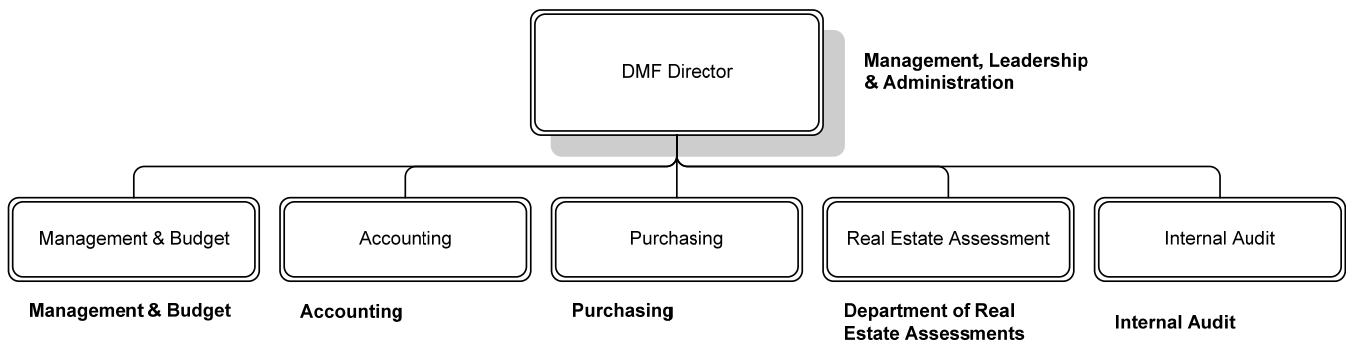 DMF Director
Management, Leadership
& Administration
Management & Budget
Accounting
Purchasing
Real Estate Assessment
Internal Audit
Management & Budget
Accounting
Purchasing
Department of Real
Estate Assessments
Internal Audit